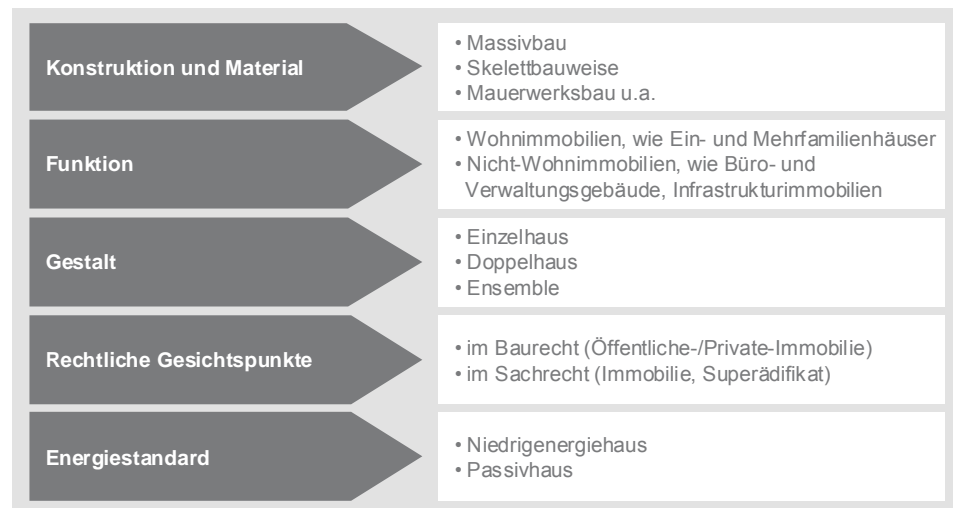 Konstruktion und Material
• Massivbau
• Skelettbauweise
• Mauerwerksbau u.a.
Funktion
• Wohnimmobilien, wie Ein- und Mehrfamilienhäuser
• Nicht-Wohnimmobilien, wie Büro- und
Verwaltungsgebäude, Infrastrukturimmobilien
Gestalt
• Einzelhaus
• Doppelhaus
• Ensemble
Rechtliche Gesichtspunkte
• im Baurecht (Öffentliche-/Private-Immobilie)
• im Sachrecht (Immobilie, Superädifikat)
Energiestandard
• Niedrigenergiehaus
• Passivhaus